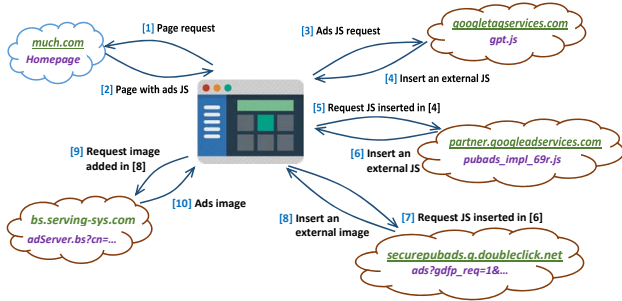 [1] Page request
much.com
Homepage
[2] Page with ads JS
[3] Ads JS request
googletagservices.com
gpt.js
[4] Insert an external JS
[5] Request JS inserted in [4]
partner.googleadservices.com
pubads_impl_69r.js
[6] Insert an
external JS
[7] Request JS inserted in [6]
securepubads.g.doubleclick.net
ads?gdfp_req=1&...
[8] Insert an
external image
[9]
Request image
added in [8]
bs.serving-sys.com
adServer.bs?cn=...
[10] Ads image